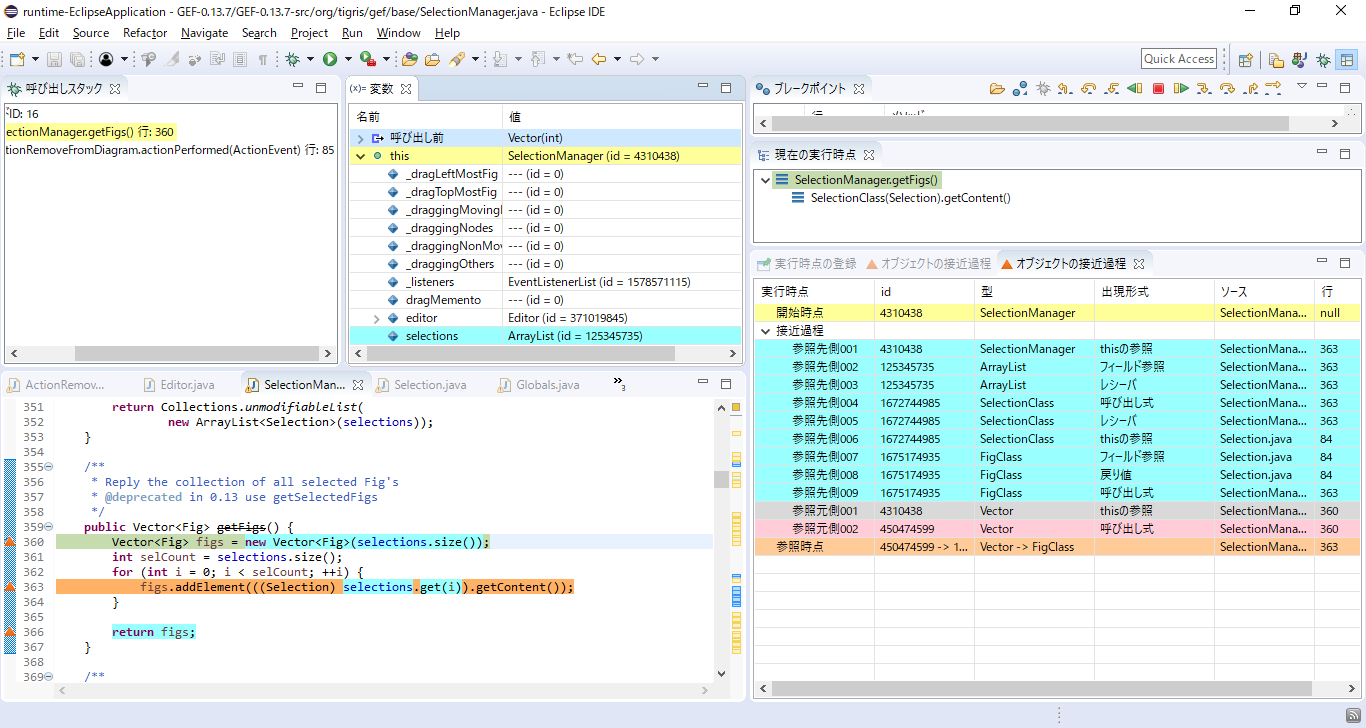 runtime-EclipseApplication - GEF-0.13.7/GEF-0.13.7-src/org/tigris/gef/base/SelectionManager.java - Eclipse IDE
File Edit Source Refactor Navigate Search Project Run Window Help
Quick Access
呼び出しスタック
ID: 16
ectionManager.getFigs() 行: 360
tionRemoveFromDiagram.actionPerformed(ActionEvent) 行: 85
(x)= 変数
名前 値
呼び出し前 Vector(int)
this SelectionManager (id = 4310438)
_dragLeftMostFig --- (id = 0)
_dragTopMostFig --- (id = 0)
_draggingMovingI --- (id = 0)
_draggingNodes --- (id = 0)
_draggingNonMov --- (id = 0)
_draggingOthers --- (id = 0)
_listeners EventListenerList (id = 1578571115)
dragMemento --- (id = 0)
editor Editor (id = 371019845)
selections ArrayList (id = 125345735)
ブレークポイント
現在の実行時点
SelectionManager.getFigs()
SelectionClass(Selection).getContent()
実行時点の登録 オブジェクトの接近過程 オブジェクトの接近過程
実行時点 id 型 出現形式 ソース 行
開始時点 4310438 SelectionManager SelectionMana... null
接近過程
参照先側001 4310438 SelectionManager thisの参照 SelectionMana... 363
参照先側002 125345735 ArrayList フィールド参照 SelectionMana... 363
参照先側003 125345735 ArrayList レシーバ SelectionMana... 363
参照先側004 1672744985 SelectionClass 呼び出し式 SelectionMana... 363
参照先側005 1672744985 SelectionClass レシーバ SelectionMana... 363
参照先側006 1672744985 SelectionClass thisの参照 Selection.java 84
参照先側007 1675174935 FigClass フィールド参照 Selection.java 84
参照先側008 1675174935 FigClass 戻り値 Selection.java 84
参照先側009 1675174935 FigClass 呼び出し式 SelectionMana... 363
参照元側001 4310438 Vector thisの参照 SelectionMana... 360
参照元側002 450474599 Vector 呼び出し式 SelectionMana... 360
参照時点 450474599 -> 1... Vector -> FigClass SelectionMana... 363
ActionRemov... Editor.java SelectionMan... Selection.java Globals.java »3
351 return Collections.unmodifiableList(
352 new ArrayList<Selection>(selections));
353 }
354
355 /**
356 * Reply the collection of all selected Fig's
357 * @deprecated in 0.13 use getSelectedFigs
358 */
359 public Vector<Fig> getFigs() {
360 Vector<Fig> figs = new Vector<Fig>(selections.size());
361 int selCount = selections.size();
362 for (int i = 0; i < selCount; ++i) {
363 figs.addElement(((Selection) selections.get(i)).getContent());
364 }
365
366 return figs;
367 }
368
369 /**